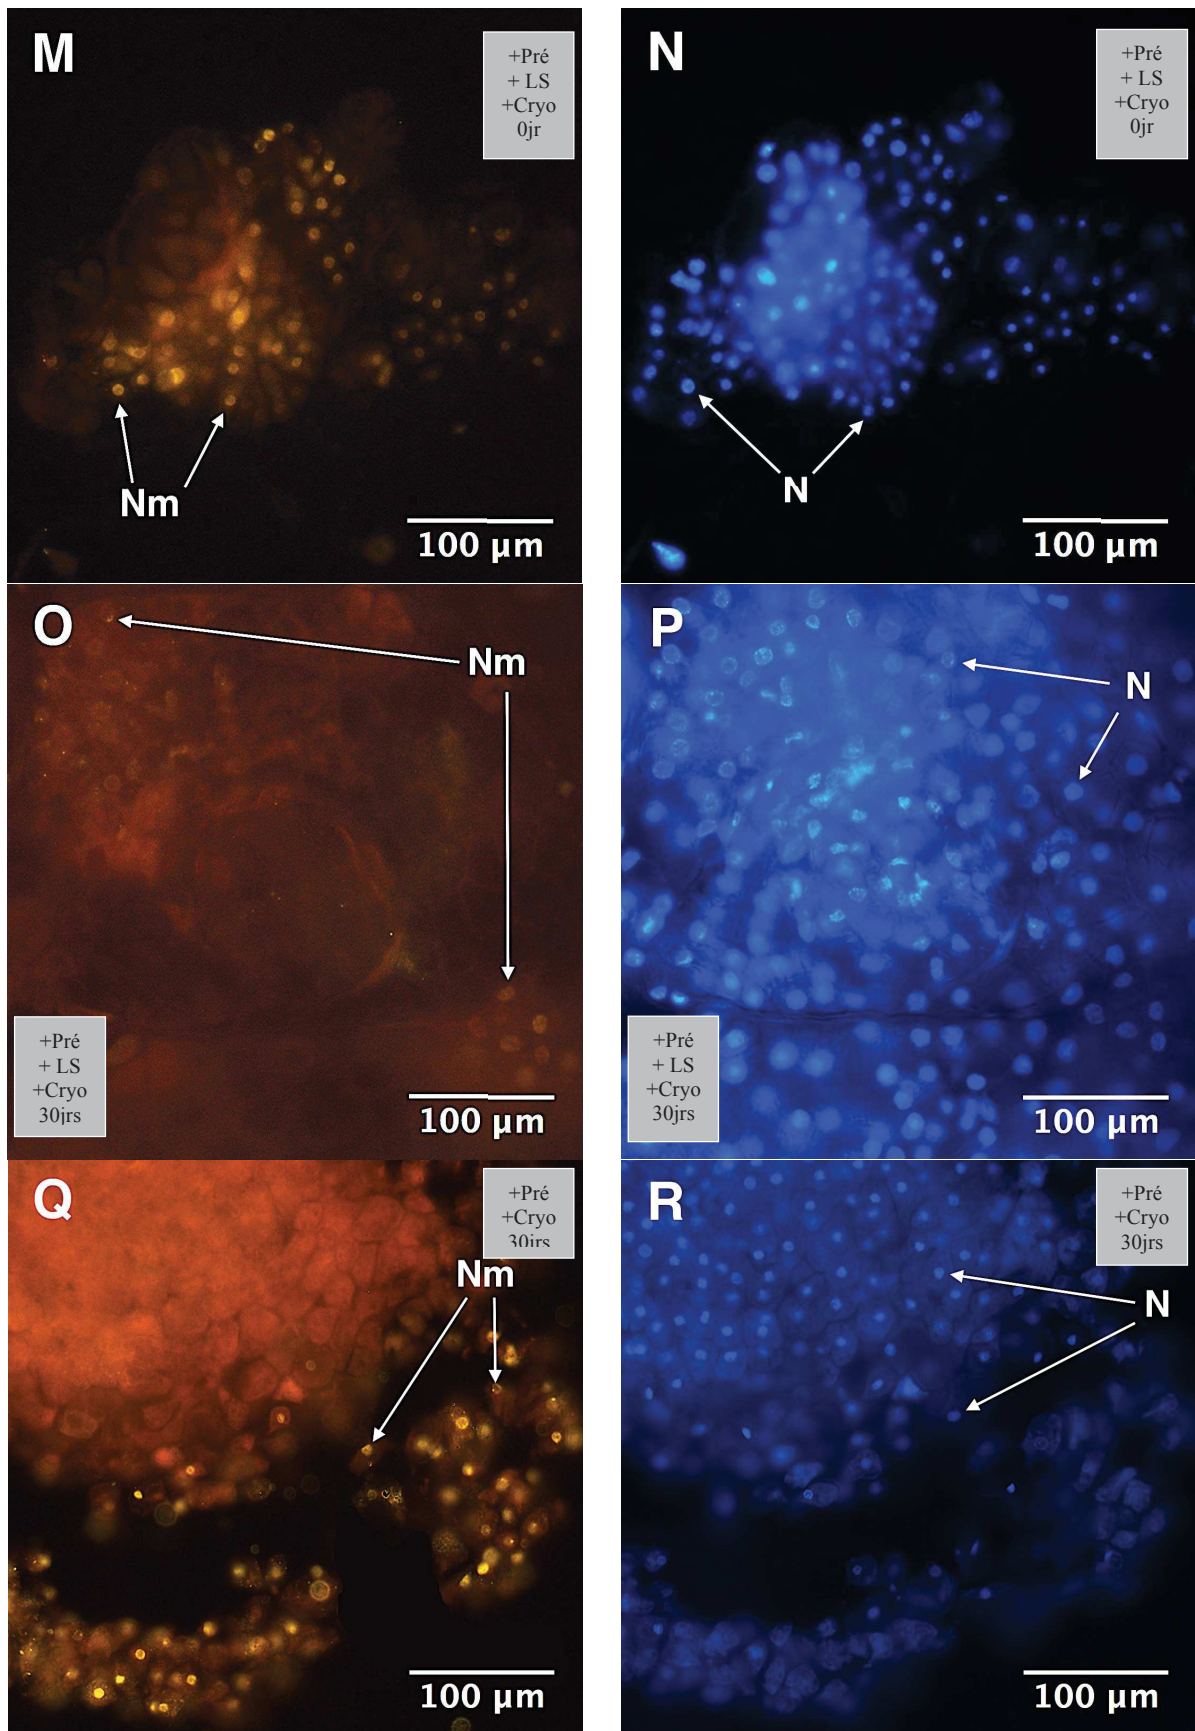 M
+Pré
+ LS
+Cryo
0jr
Nm
100 µm
N
+Pré
+ LS
+Cryo
0jr
N
100 µm
O
Nm
+Pré
+ LS
+Cryo
30jrs
100 µm
P
N
+Pré
+ LS
+Cryo
30jrs
100 µm
Q
+Pré
+Cryo
30jrs
Nm
100 µm
R
+Pré
+Cryo
30jrs
N
100 µm